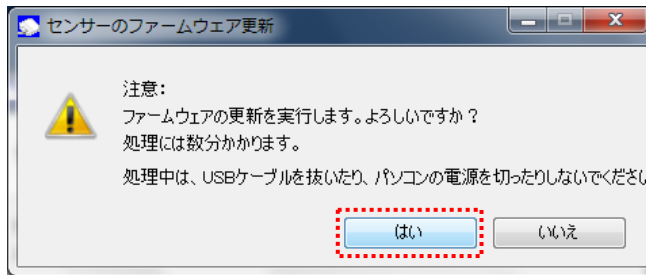 センサーのファームウェア更新
注意：
ファームウェアの更新を実行します。よろしいですか？
処理には数分かかります。
処理中は、USBケーブルを抜いたり、パソコンの電源を切ったりしないでくださ
はい
いいえ